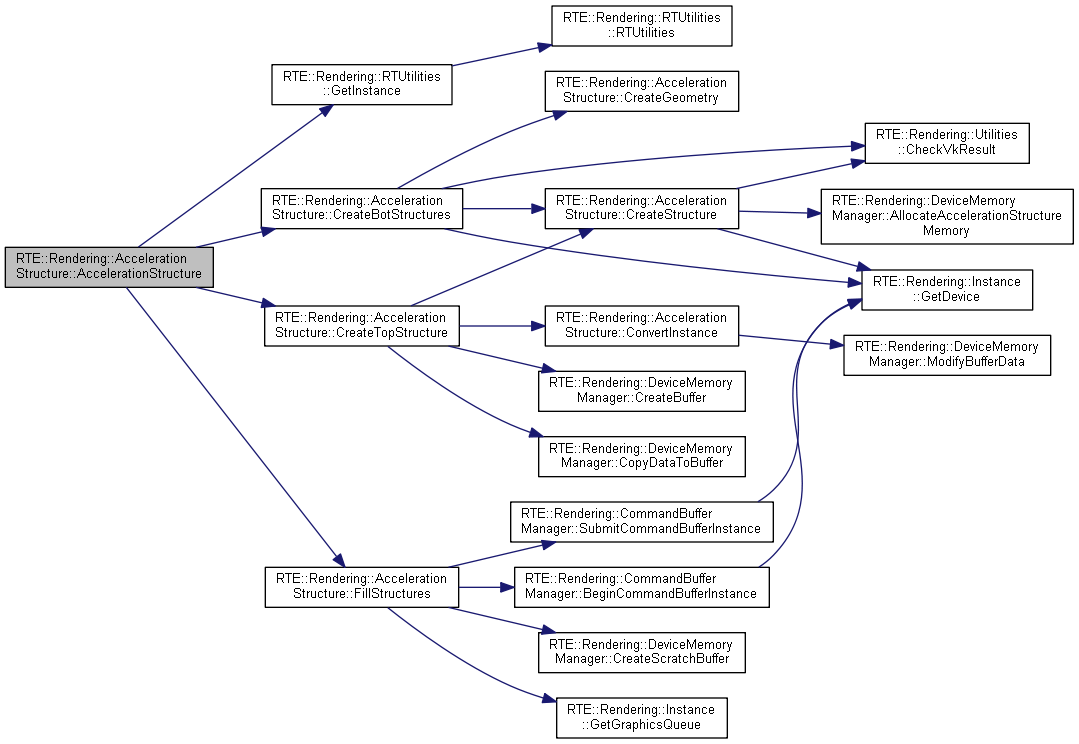 RTE::Rendering::RTUtilities
::RTUtilities
RTE::Rendering::RTUtilities
::GetInstance
RTE::Rendering::Acceleration
Structure::CreateGeometry
RTE::Rendering::Utilities
::CheckVkResult
RTE::Rendering::Acceleration
Structure::CreateBotStructures
RTE::Rendering::Acceleration
Structure::CreateStructure
RTE::Rendering::DeviceMemory
Manager::AllocateAccelerationStructure
Memory
RTE::Rendering::Acceleration
Structure::AccelerationStructure
RTE::Rendering::Instance
::GetDevice
RTE::Rendering::Acceleration
Structure::CreateTopStructure
RTE::Rendering::Acceleration
Structure::ConvertInstance
RTE::Rendering::DeviceMemory
Manager::ModifyBufferData
RTE::Rendering::DeviceMemory
Manager::CreateBuffer
RTE::Rendering::DeviceMemory
Manager::CopyDataToBuffer
RTE::Rendering::CommandBuffer
Manager::SubmitCommandBufferInstance
RTE::Rendering::Acceleration
Structure::FillStructures
RTE::Rendering::CommandBuffer
Manager::BeginCommandBufferInstance
RTE::Rendering::DeviceMemory
Manager::CreateScratchBuffer
RTE::Rendering::Instance
::GetGraphicsQueue